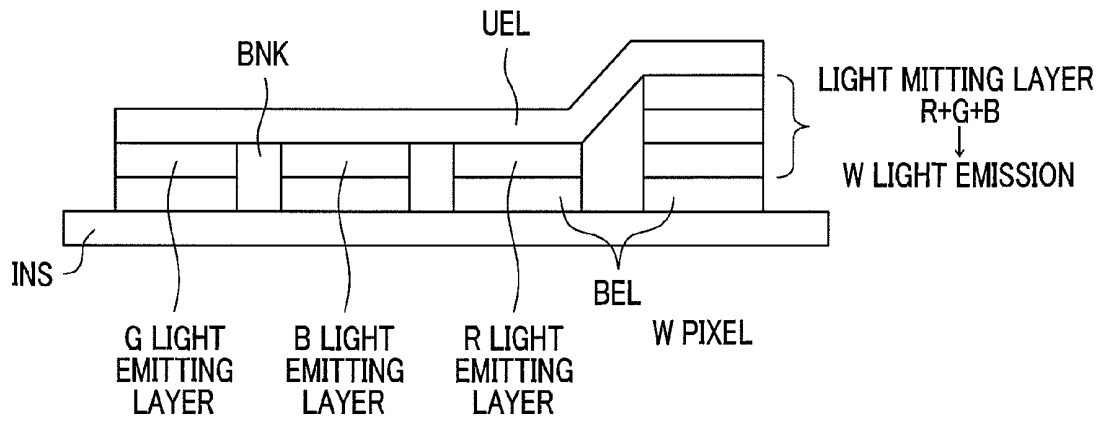 UEL
BNK
LIGHT MITTING LAYER
R+G+B
W LIGHT EMISSION
INS
BEL
W PIXEL
G LIGHT
EMITTING
LAYER
B LIGHT
EMITTING
LAYER
R LIGHT
EMITTING
LAYER